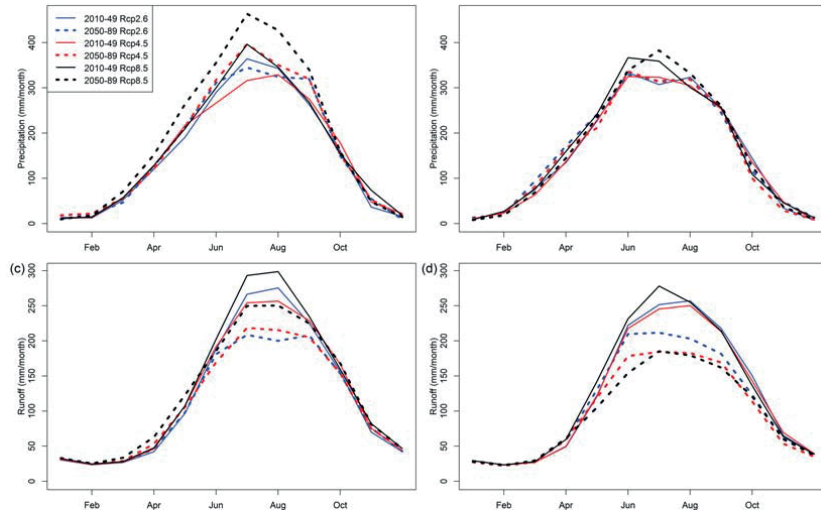 2010-49 Rcp2.6
2050-89 Rcp2.6
2010-49 Rcp4.5
2050-89 Rcp4.5
2010-49 Rcp8.5
2050-89 Rcp8.5
Precipitation (mm/month)
0 100 200 300 400
Feb Apr Jun Aug Oct
Precipitation (mm/month)
0 100 200 300 400
Feb Apr Jun Aug Oct
(c)
Runoff (mm/month)
0 50 100 150 200 250 300
Feb Apr Jun Aug Oct
(d)
Runoff (mm/month)
0 50 100 150 200 250 300
Feb Apr Jun Aug Oct